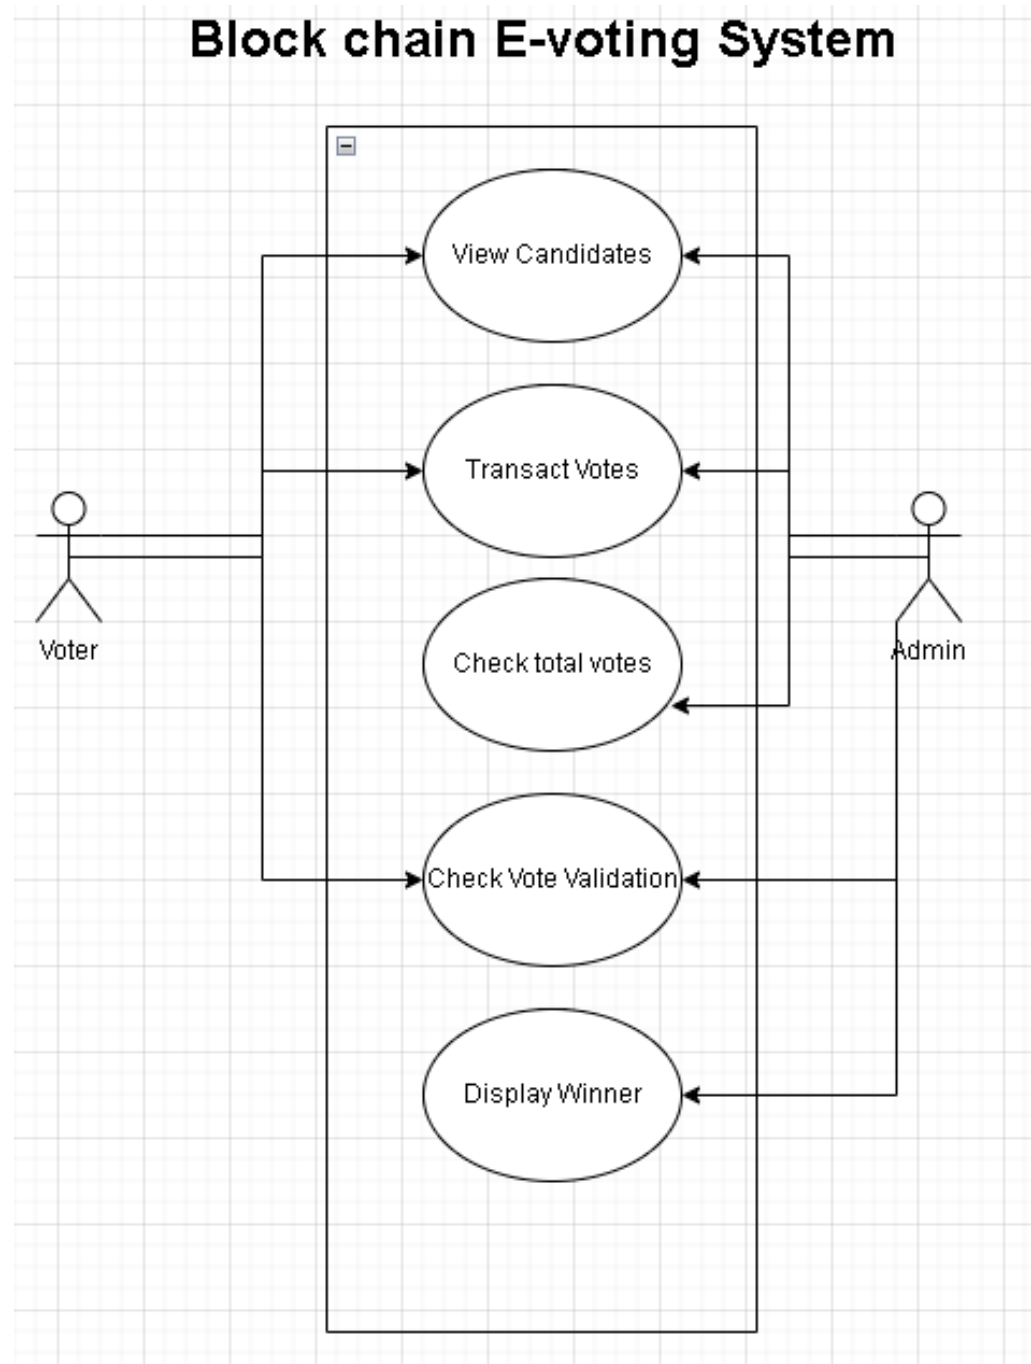 Block chain E-voting System
View Candidates
Transact Votes
Voter
Admin
Check total votes
Check Vote Validation
Display Winner